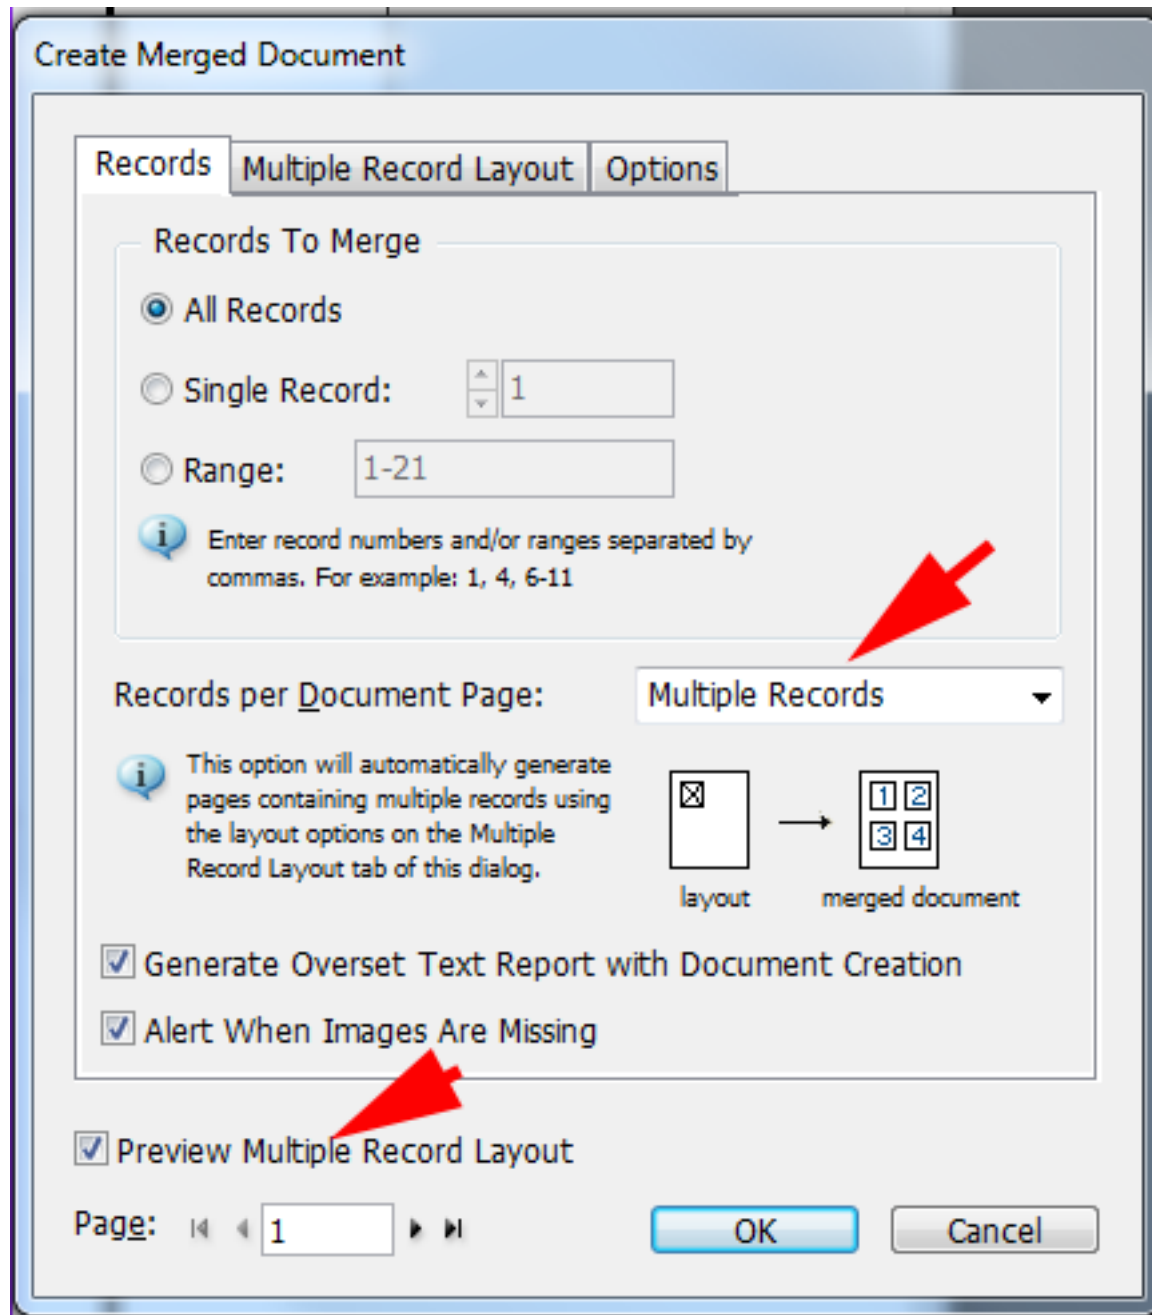 Create Merged Document
Records
Multiple Record Layout
Options
Records To Merge
All Records
Single Record:
1
Range:
1-21
Enter record numbers and/or ranges separated by
commas. For example: 1, 4, 6-11
Records per Document Page:
Multiple Records
This option will automatically generate
pages containing multiple records using
the layout options on the Multiple
Record Layout tab of this dialog.
1 2
3 4
layout
merged document
Generate Overset Text Report with Document Creation
Alert When Images Are Missing
Preview Multiple Record Layout
Page:
1
OK
Cancel